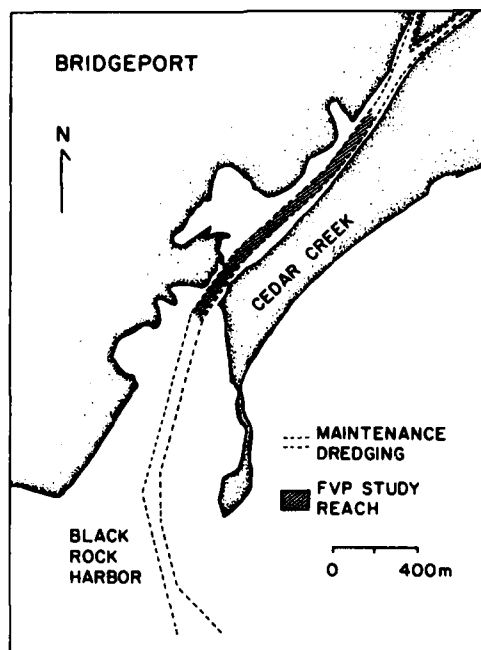 BRIDGEPORT
N
CEDAR CREEK
MAINTENANCE
DREDGING
FVP STUDY
REACH
BLACK
ROCK
HARBOR
0 400m